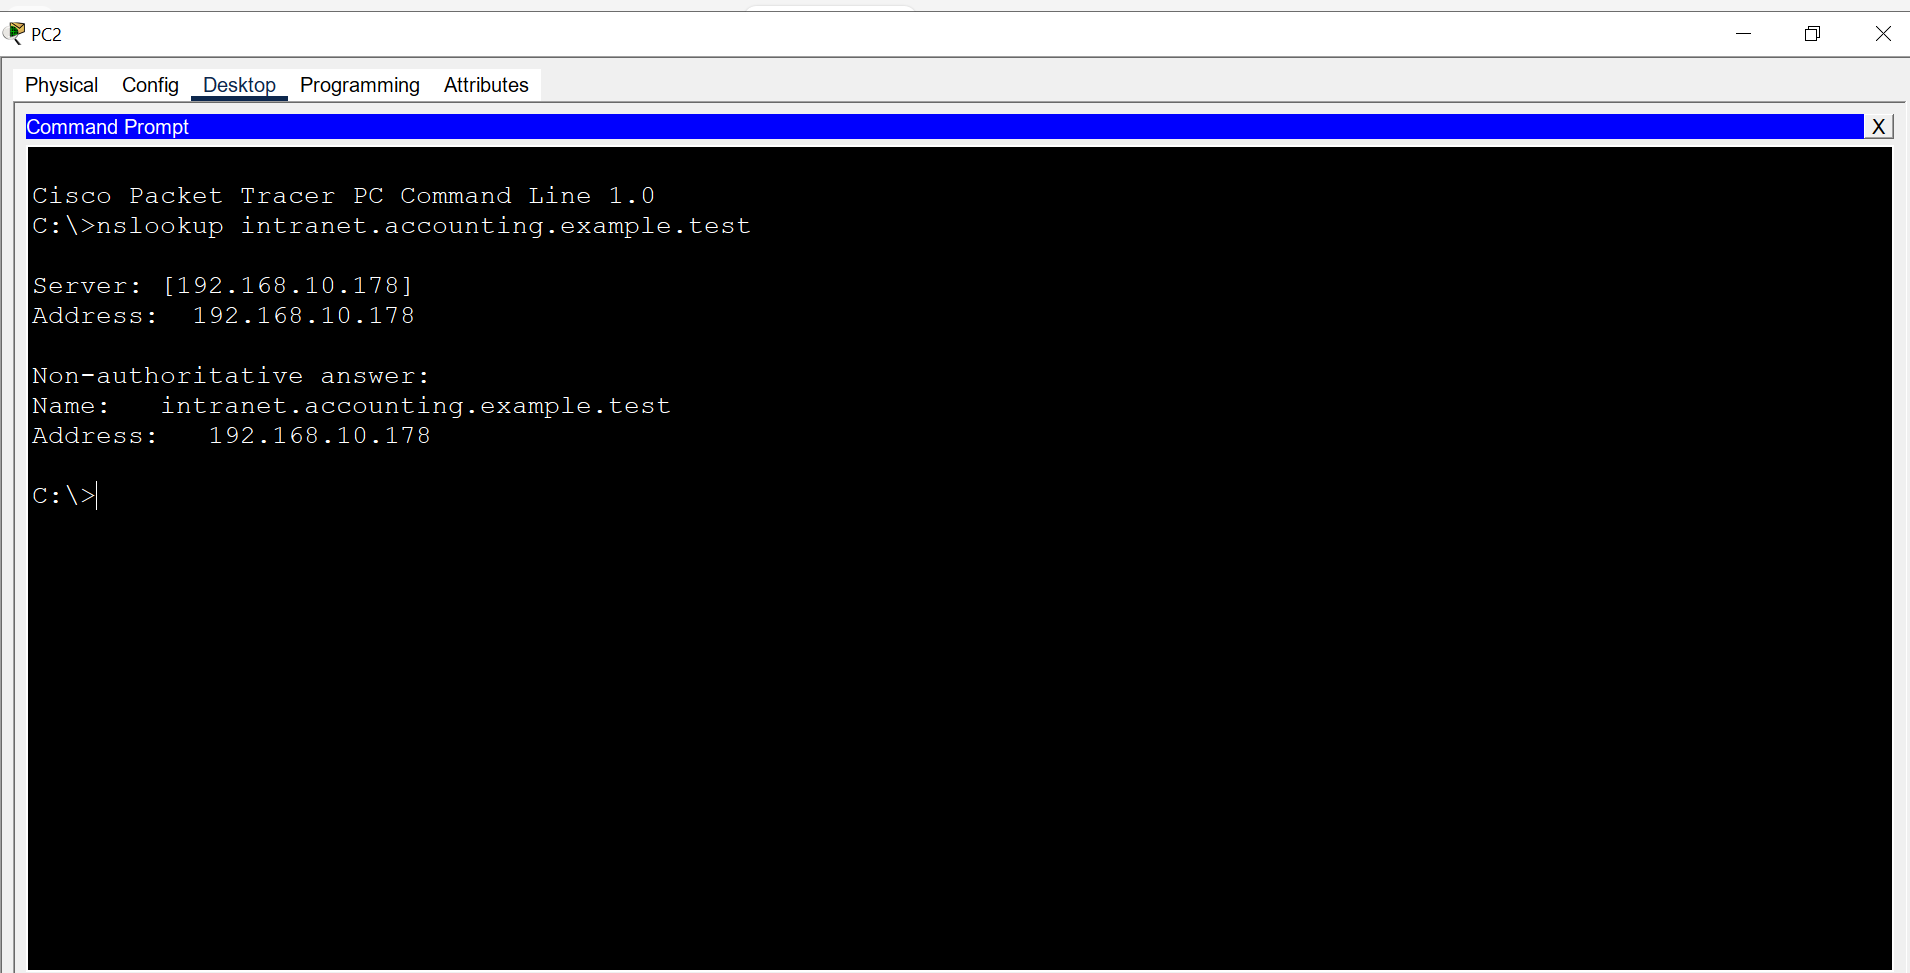 PC2
Physical Config Desktop Programming Attributes
Command Prompt X
Cisco Packet Tracer PC Command Line 1.0
C:\>nslookup intranet.accounting.example.test
Server: [192.168.10.178]
Address:  192.168.10.178
Non-authoritative answer:
Name:   intranet.accounting.example.test
Address:   192.168.10.178
C:\>